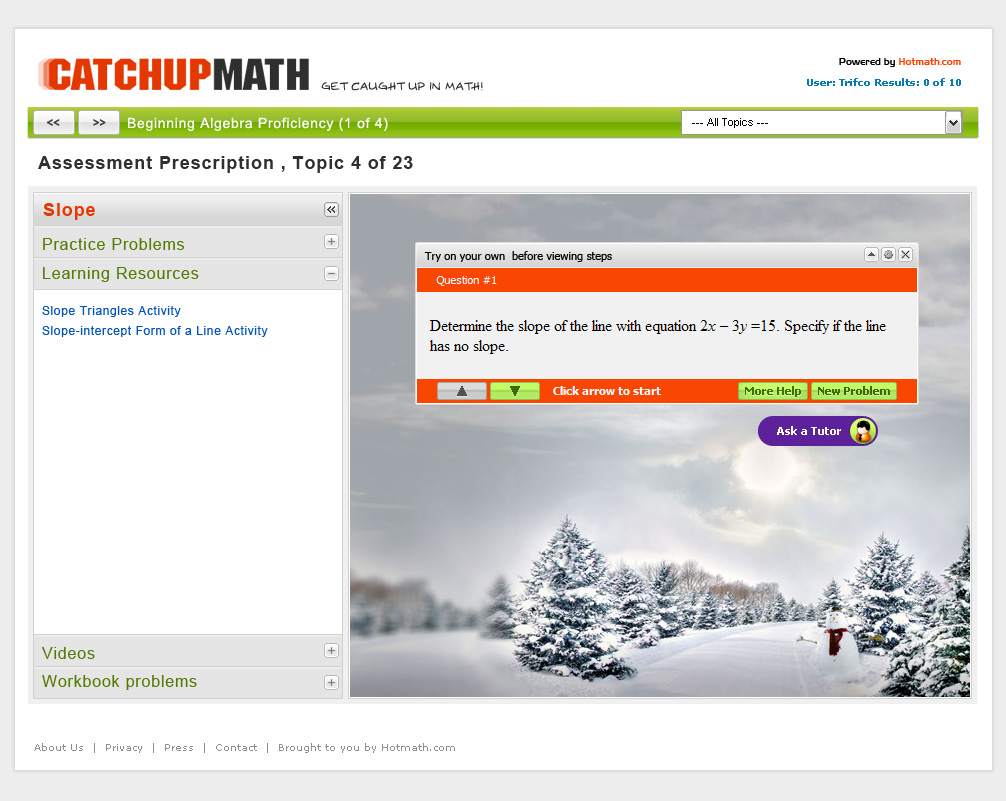 CATCHUPMATH GET CAUGHT UP IN MATH!
Powered by Hotmath.com
User: Trifco Results: 0 of 10
<< >> Beginning Algebra Proficiency (1 of 4) --- All Topics ---
Assessment Prescription , Topic 4 of 23
Slope
Practice Problems
Learning Resources
Slope Triangles Activity
Slope-intercept Form of a Line Activity
Videos
Workbook problems
Try on your own before viewing steps
Question #1
Determine the slope of the line with equation 2x – 3y =15. Specify if the line
has no slope.
Click arrow to start More Help New Problem
Ask a Tutor
About Us | Privacy | Press | Contact | Brought to you by Hotmath.com